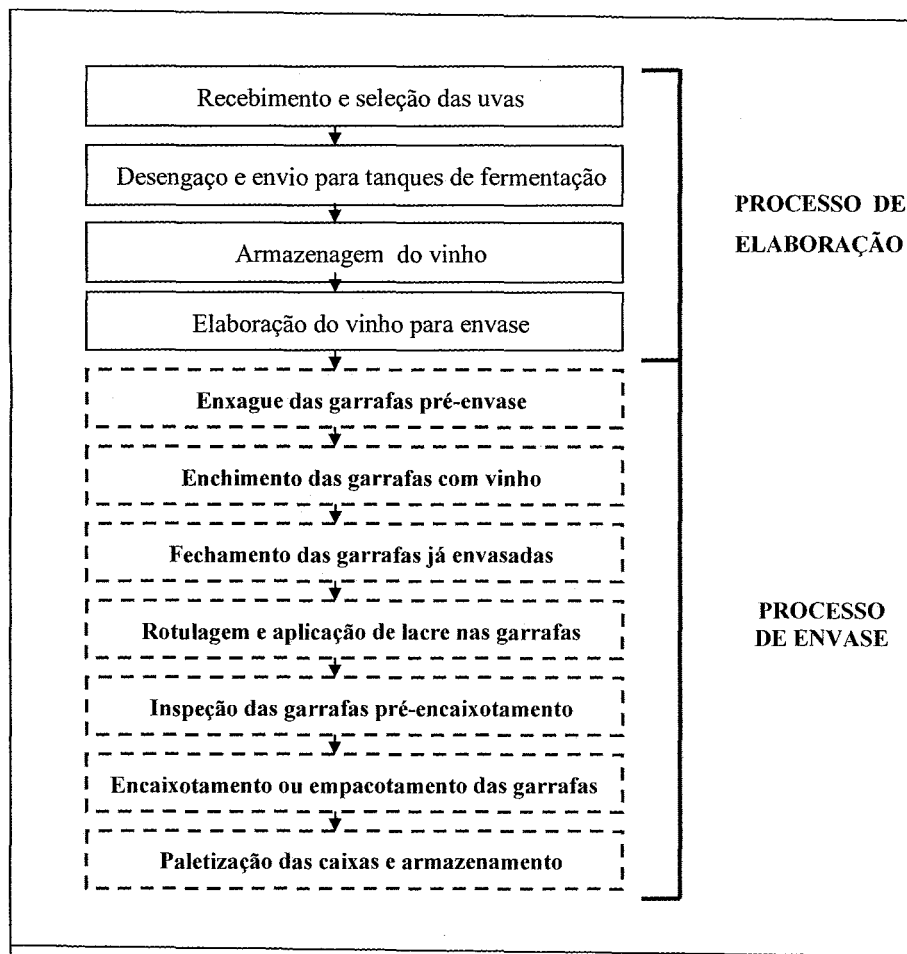 Recebimento e seleção das uvas
Desengaço e envio para tanques de fermentação
Armazenagem do vinho
Elaboração do vinho para envase
PROCESSO DE
ELABORAÇÃO
Enxague das garrafas pré-envase
Enchimento das garrafas com vinho
Fechamento das garrafas já envasadas
Rotulagem e aplicação de lacre nas garrafas
Inspeção das garrafas pré-encaixotamento
Encaixotamento ou empacotamento das garrafas
Paletização das caixas e armazenamento
PROCESSO
DE ENVASE